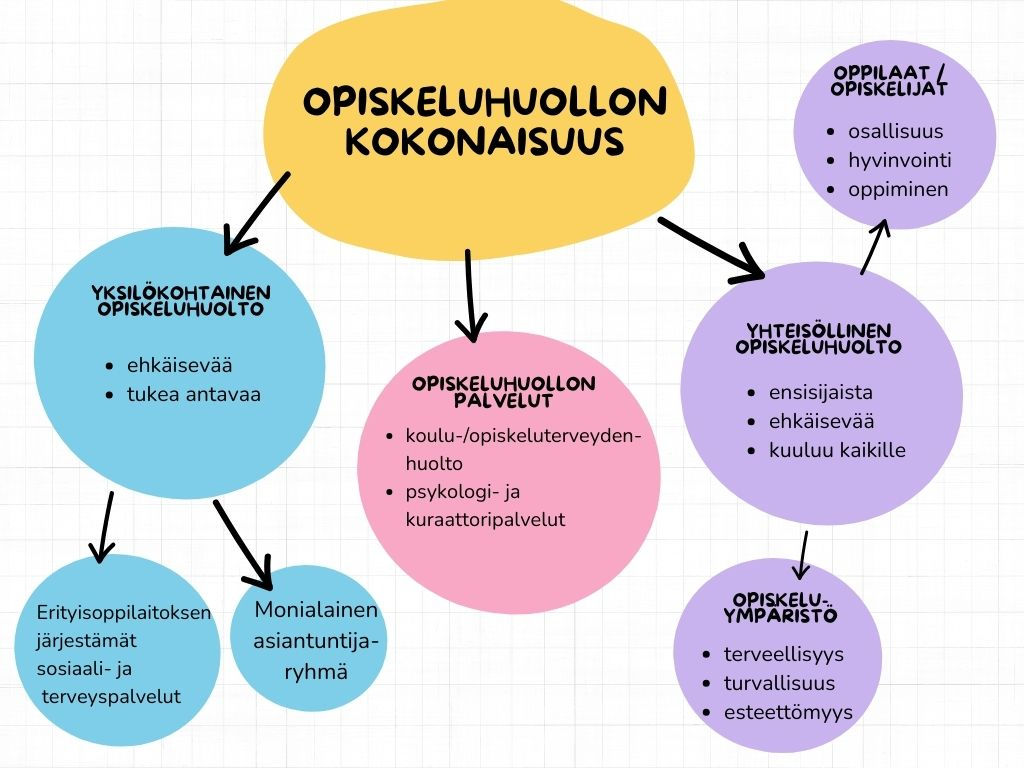 OPISKELUHUOLLON
KOKONAISUUS
OPPILAAT /
OPISKELIJAT
• osallisuus
• hyvinvointi
• oppiminen
YKSILÖKOHTAINEN
OPISKELUHUOLTO
• ehkäisevää
• tukea antavaa
OPISKELUHUOLLON
PALVELUT
• koulu-/opiskeluterveyden-
huolto
• psykologi- ja
kuraattoripalvelut
YHTEISÖLLINEN
OPISKELUHUOLTO
• ensisijaista
• ehkäisevää
• kuuluu kaikille
Erityisoppilaitoksen
järjestämät
sosiaali- ja
terveyspalvelut
Monialainen
asiantuntija-
ryhmä
OPISKELU-
YMPÄRISTÖ
• terveellisyys
• turvallisuus
• esteettömyys